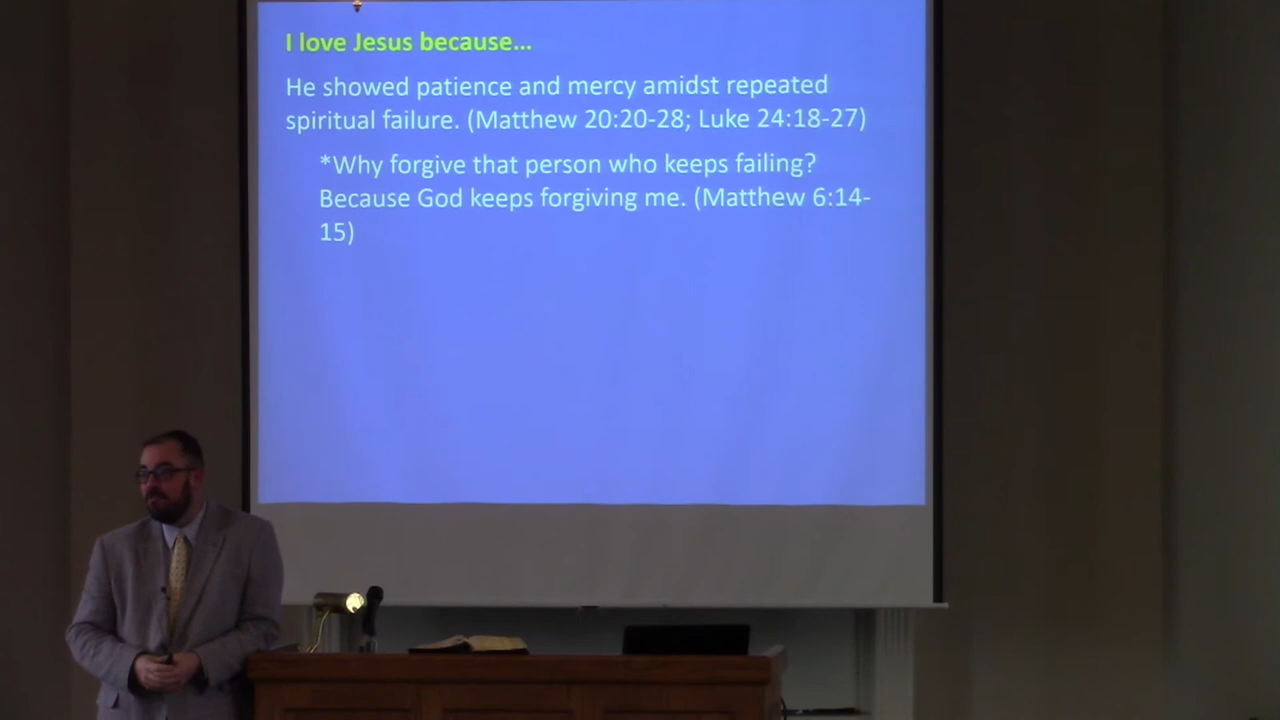 I love Jesus because...
He showed patience and mercy amidst repeated
spiritual failure. (Matthew 20:20-28; Luke 24:18-27)
*Why forgive that person who keeps failing?
Because God keeps forgiving me. (Matthew 6:14-
15)